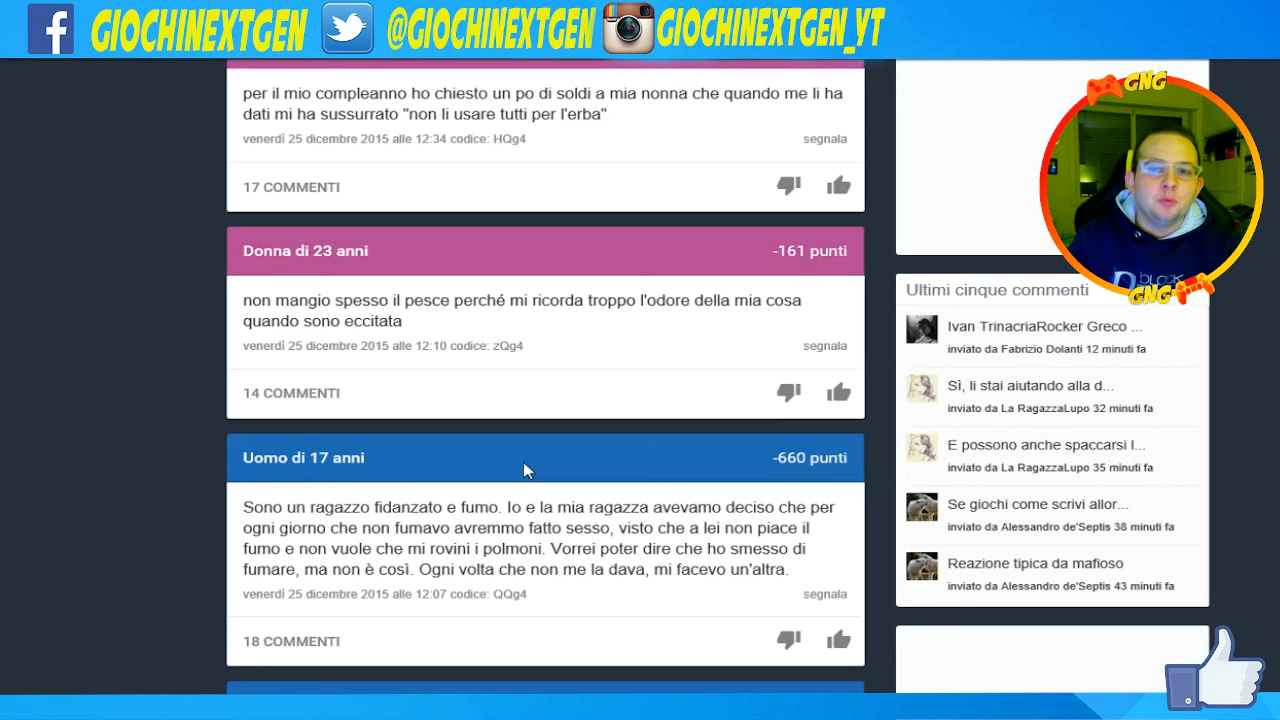 GIOCHINEXTGEN @GIOCHINEXTGEN GIOCHINEXTGEN_YT
per il mio compleanno ho chiesto un po di soldi a mia nonna che quando me li ha
dati mi ha sussurrato "non li usare tutti per l'erba"
venerdì 25 dicembre 2015 alle 12:34 codice: HQg4 segnala
17 COMMENTI
Donna di 23 anni -161 punti
non mangio spesso il pesce perché mi ricorda troppo l'odore della mia cosa
quando sono eccitata
venerdì 25 dicembre 2015 alle 12:10 codice: zQg4 segnala
14 COMMENTI
Uomo di 17 anni -660 punti
Sono un ragazzo fidanzato e fumo. Io e la mia ragazza avevamo deciso che per
ogni giorno che non fumavo avremmo fatto sesso, visto che a lei non piace il
fumo e non vuole che mi rovini i polmoni. Vorrei poter dire che ho smesso di
fumare, ma non è così. Ogni volta che non me la dava, mi facevo un'altra.
venerdì 25 dicembre 2015 alle 12:07 codice: QQg4 segnala
18 COMMENTI
GNG
BLOCK
GNG
Ultimi cinque commenti
Ivan TrinacriaRocker Greco ...
inviato da Fabrizio Dolanti 12 minuti fa
Sì, li stai aiutando alla d...
inviato da La RagazzaLupo 32 minuti fa
E possono anche spaccarsi l...
inviato da La RagazzaLupo 35 minuti fa
Se giochi come scrivi allor...
inviato da Alessandro de'Septis 38 minuti fa
Reazione tipica da mafioso
inviato da Alessandro de'Septis 43 minuti fa